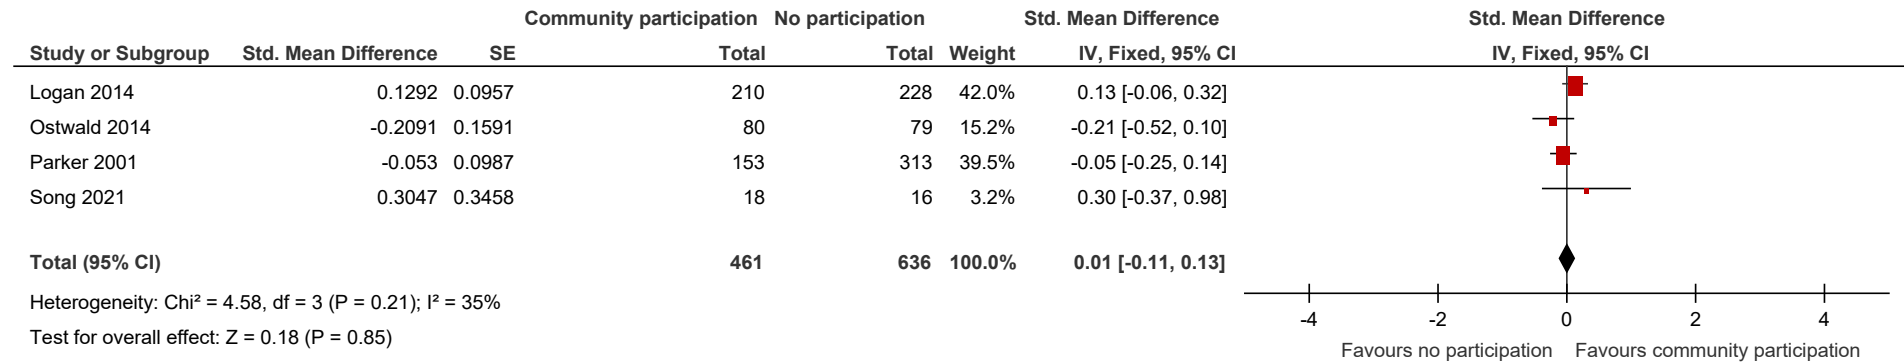 Community participation No participation Std. Mean Difference Std. Mean Difference
Study or Subgroup Std. Mean Difference SE Total Total Weight IV, Fixed, 95% CI IV, Fixed, 95% CI
Logan 2014 0.1292 0.0957 210 228 42.0% 0.13 [-0.06, 0.32]
Ostwald 2014 -0.2091 0.1591 80 79 15.2% -0.21 [-0.52, 0.10]
Parker 2001 -0.053 0.0987 153 313 39.5% -0.05 [-0.25, 0.14]
Song 2021 0.3047 0.3458 18 16 3.2% 0.30 [-0.37, 0.98]
Total (95% CI) 461 636 100.0% 0.01 [-0.11, 0.13]
Heterogeneity: Chi² = 4.58, df = 3 (P = 0.21); I² = 35%
Test for overall effect: Z = 0.18 (P = 0.85)
-4 -2 0 2 4
Favours no participation Favours community participation